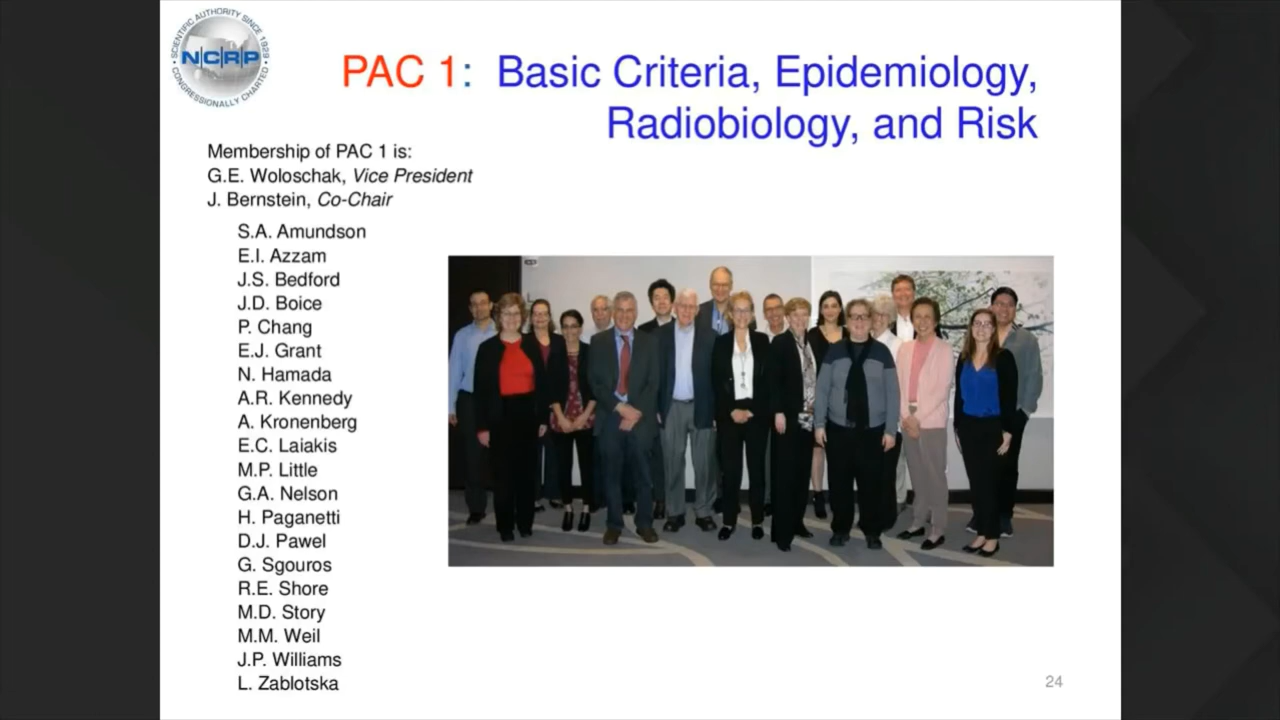 SCIENTIFIC AUTHORITY SINCE 1929
NCRP
CONGRESSIONALLY CHARTED
PAC 1: Basic Criteria, Epidemiology,
Radiobiology, and Risk
Membership of PAC 1 is:
G.E. Woloschak, Vice President
J. Bernstein, Co-Chair
S.A. Amundson
E.I. Azzam
J.S. Bedford
J.D. Boice
P. Chang
E.J. Grant
N. Hamada
A.R. Kennedy
A. Kronenberg
E.C. Laiakis
M.P. Little
G.A. Nelson
H. Paganetti
D.J. Pawel
G. Sgouros
R.E. Shore
M.D. Story
M.M. Weil
J.P. Williams
L. Zablotska
24